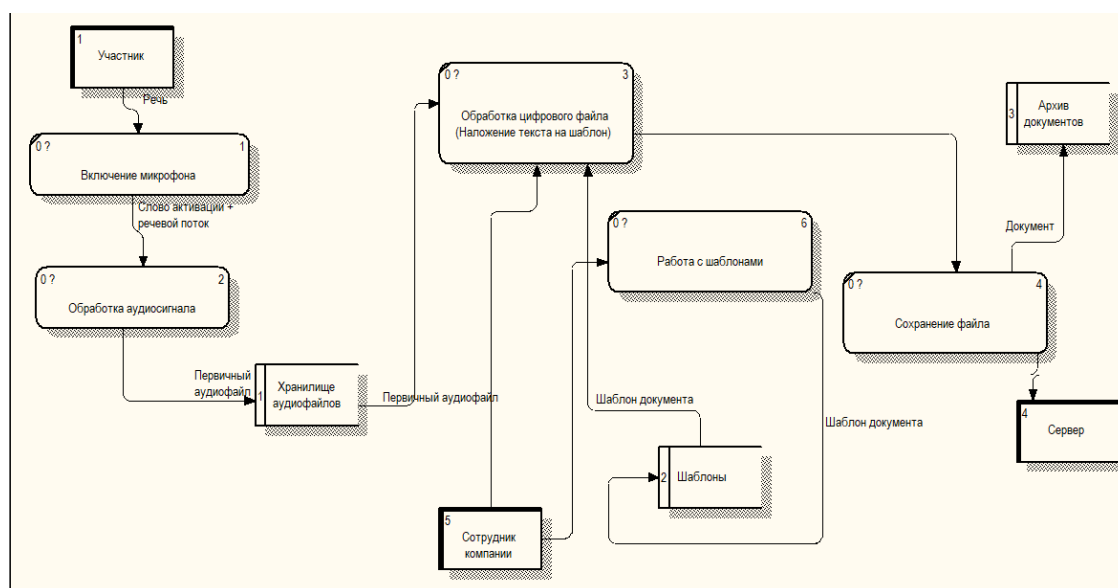 1
Участник
Речь
0 ?
1
Включение микрофона
Слово активации +
речевой поток
0 ?
2
Обработка аудиосигнала
Первичный
аудиофайл
1
Хранилище
аудиофайлов
Первичный аудиофайл
0 ?
3
Обработка цифрового файла
(Наложение текста на шаблон)
0 ?
6
Работа с шаблонами
Шаблон документа
2
Шаблоны
Шаблон документа
5
Сотрудник
компании
3
Архив
документов
Документ
0 ?
4
Сохранение файла
4
Сервер